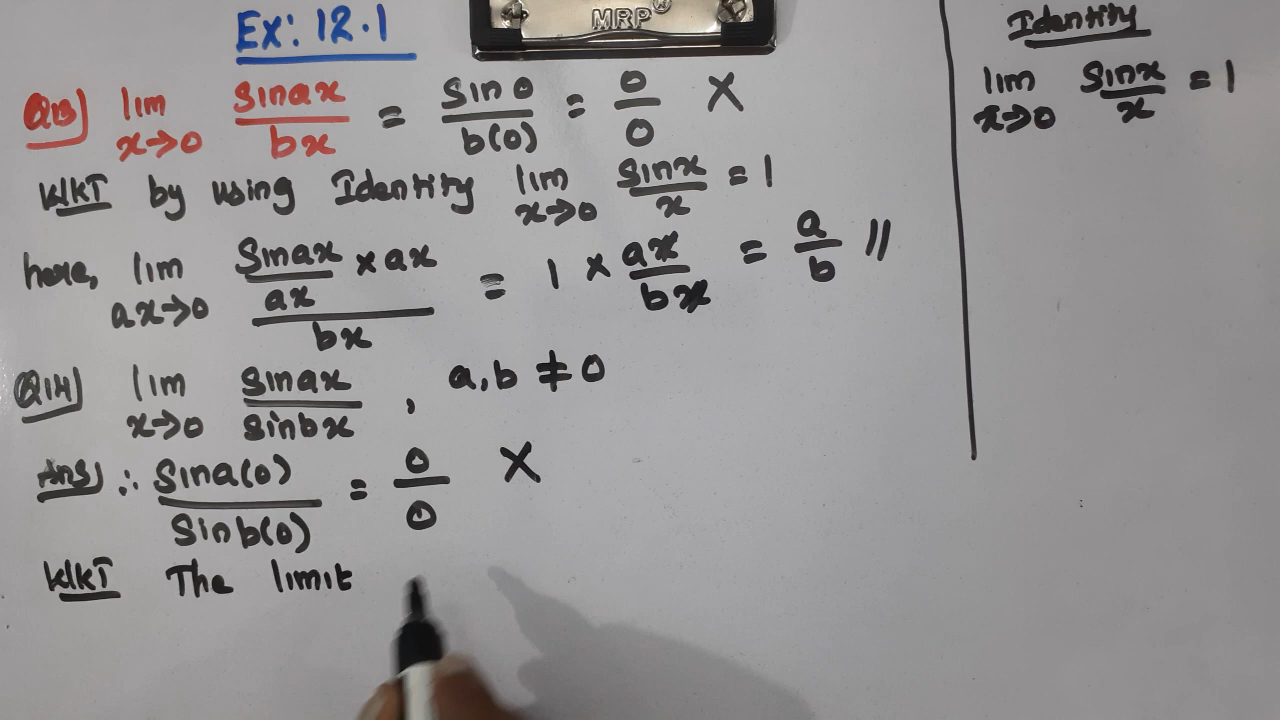 Ex: 12.1
MRP
Identity
lim x→0 sinx/x = 1
Q13) lim x→0 sinax/bx = sin0/b(0) = 0/0 ×
WKT by using Identity lim x→0 sinx/x = 1
here, lim ax→0 (sinax/ax × ax)/bx = 1 × ax/bx = a/b //
Q14) lim x→0 sinax/sinbx , a,b ≠ 0
Ans) ∴ sina(0)/sinb(0) = 0/0 ×
WKT The limit